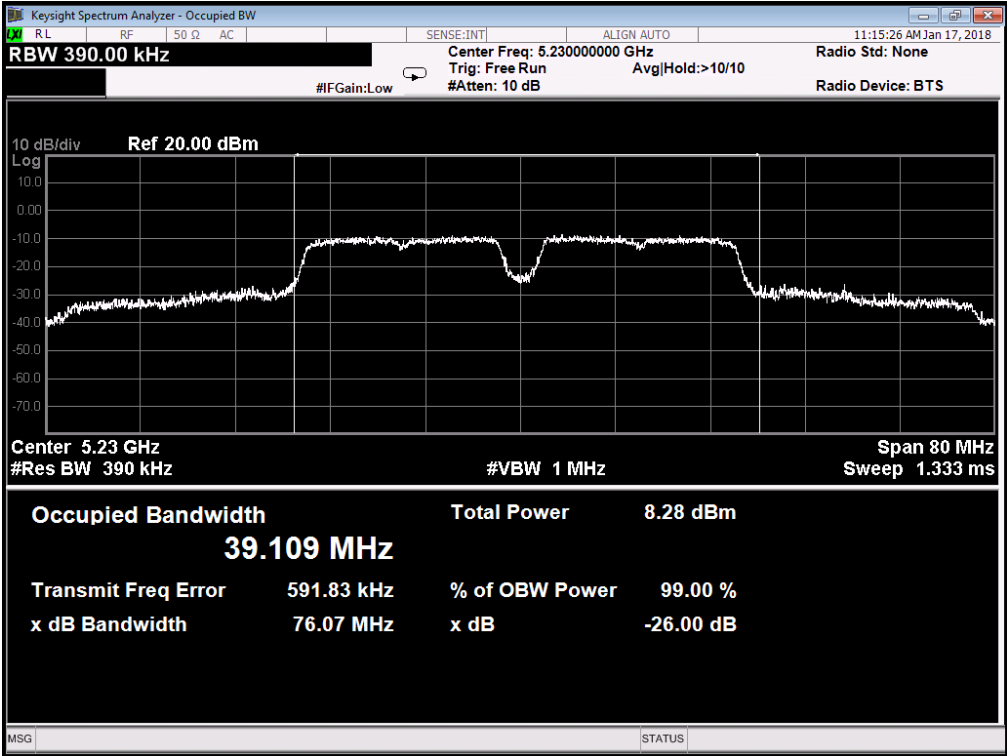 Keysight Spectrum Analyzer - Occupied BW
LXI RL RF 50 Ω AC SENSE:INT ALIGN AUTO 11:15:26 AM Jan 17, 2018
RBW 390.00 kHz Center Freq: 5.230000000 GHz Radio Std: None
Trig: Free Run Avg|Hold:>10/10
#IFGain:Low #Atten: 10 dB Radio Device: BTS
10 dB/div Ref 20.00 dBm
Log
10.0
0.00
-10.0
-20.0
-30.0
-40.0
-50.0
-60.0
-70.0
Center 5.23 GHz Span 80 MHz
#Res BW 390 kHz #VBW 1 MHz Sweep 1.333 ms
Occupied Bandwidth Total Power 8.28 dBm
39.109 MHz
Transmit Freq Error 591.83 kHz % of OBW Power 99.00 %
x dB Bandwidth 76.07 MHz x dB -26.00 dB
MSG STATUS